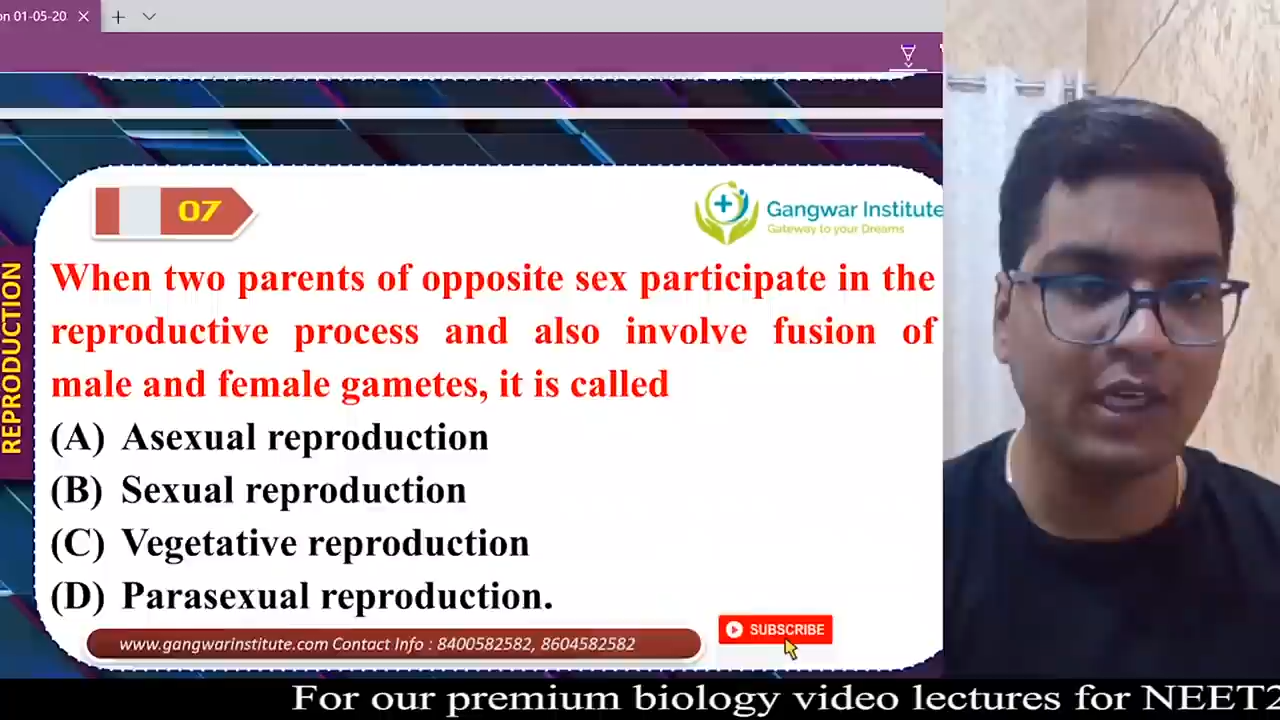 on 01-05-20
07
Gangwar Institute
Gateway to your Dreams
REPRODUCTION
When two parents of opposite sex participate in the
reproductive process and also involve fusion of
male and female gametes, it is called
(A) Asexual reproduction
(B) Sexual reproduction
(C) Vegetative reproduction
(D) Parasexual reproduction.
www.gangwarinstitute.com Contact Info : 8400582582, 8604582582
SUBSCRIBE
For our premium biology video lectures for NEET2